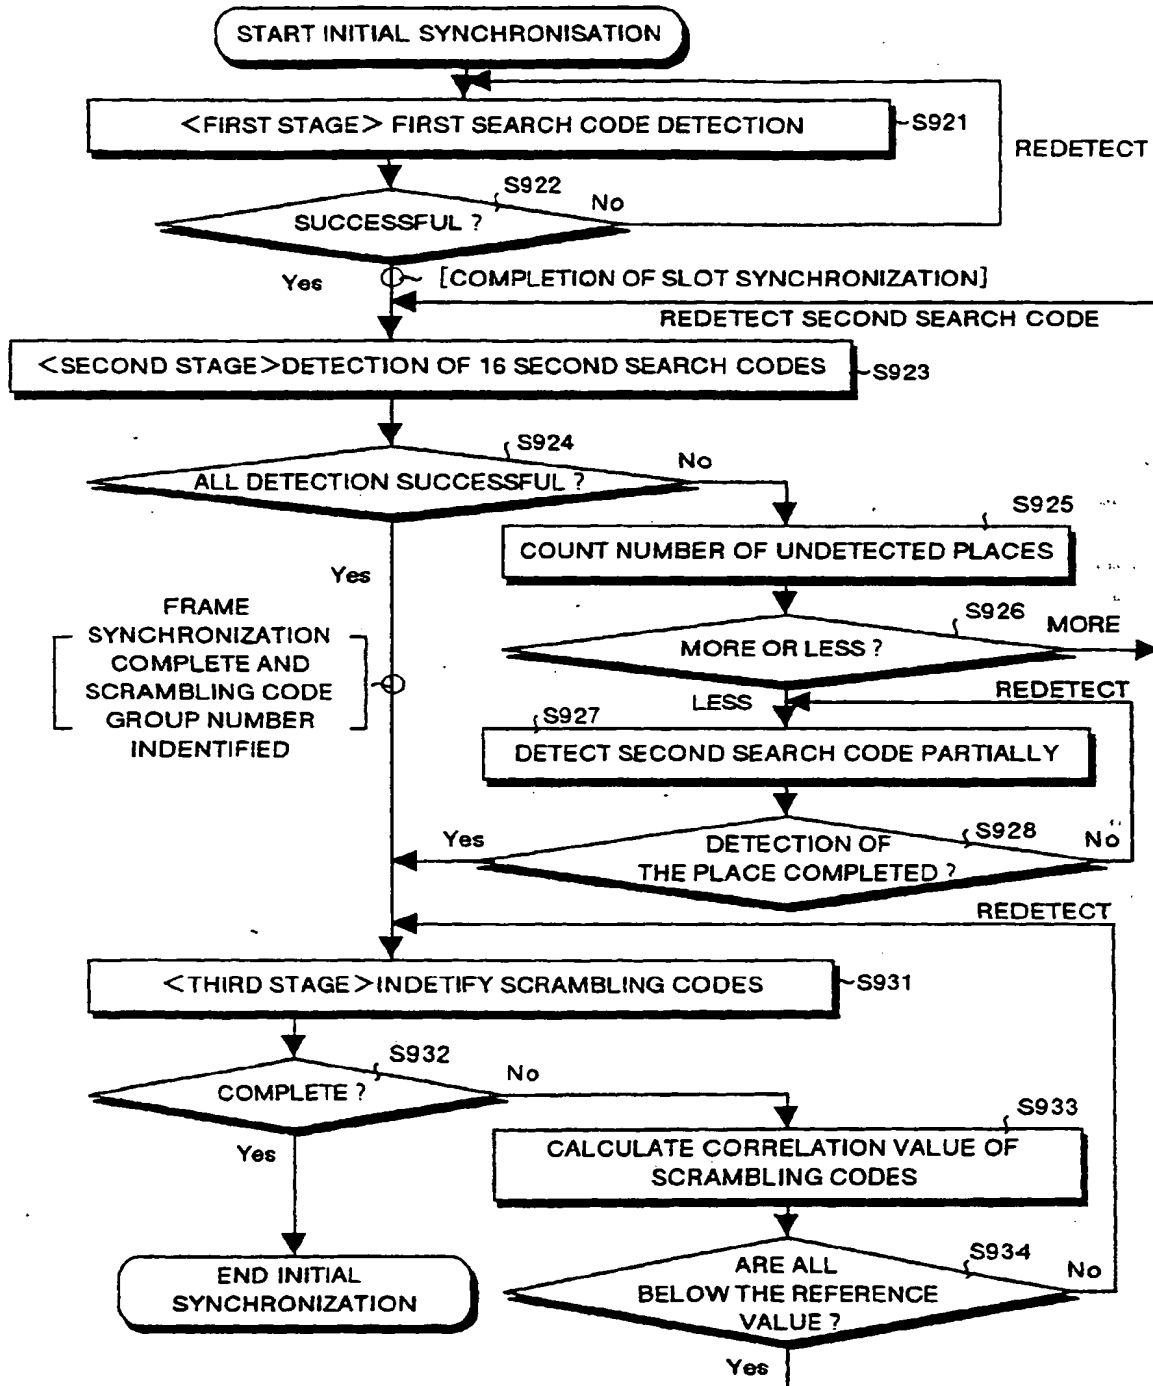 START INITIAL SYNCHRONISATION
<FIRST STAGE> FIRST SEARCH CODE DETECTION
S921
REDETECT
S922
SUCCESSFUL ?
No
Yes
[COMPLETION OF SLOT SYNCHRONIZATION]
REDETECT SECOND SEARCH CODE
<SECOND STAGE>DETECTION OF 16 SECOND SEARCH CODES
S923
S924
ALL DETECTION SUCCESSFUL ?
No
S925
COUNT NUMBER OF UNDETECTED PLACES
Yes
FRAME
SYNCHRONIZATION
COMPLETE AND
SCRAMBLING CODE
GROUP NUMBER
INDENTIFIED
S926
MORE OR LESS ?
MORE
LESS
REDETECT
S927
DETECT SECOND SEARCH CODE PARTIALLY
S928
DETECTION OF
THE PLACE COMPLETED ?
Yes
No
REDETECT
<THIRD STAGE>INDETIFY SCRAMBLING CODES
S931
S932
COMPLETE ?
No
Yes
S933
CALCULATE CORRELATION VALUE OF
SCRAMBLING CODES
END INITIAL
SYNCHRONIZATION
S934
ARE ALL
BELOW THE REFERENCE
VALUE ?
No
Yes